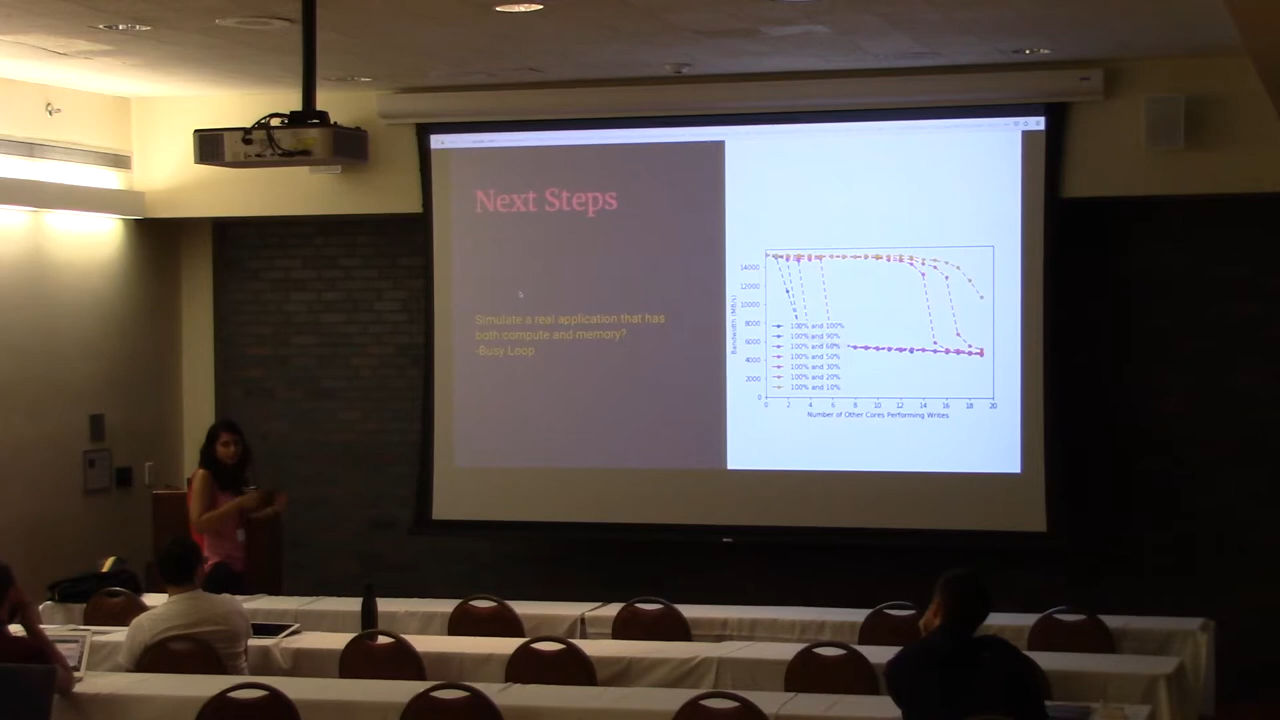 Next Steps
Simulate a real application that has
both compute and memory?
-Busy Loop
14000
12000
10000
8000
6000
4000
2000
0
Bandwidth (MB/s)
100% and 100%
100% and 90%
100% and 60%
100% and 50%
100% and 30%
100% and 20%
100% and 10%
0 2 4 6 8 10 12 14 16 18 20
Number of Other Cores Performing Writes